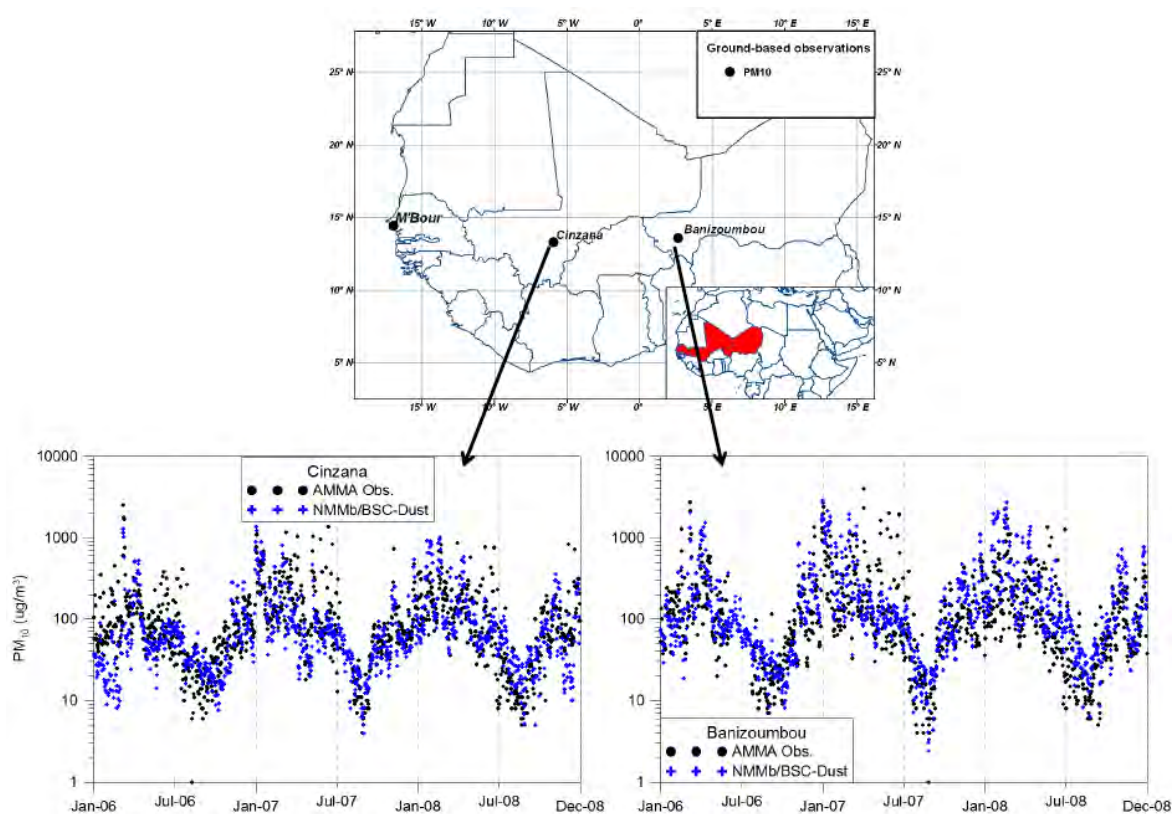 15° W 10° W 5° W 0° 5° E 10° E 15° E
Ground-based observations
PM10
25° N 25° N
20° N 20° N
15° N 15° N
M'Bour
Cinzana
Banizoumbou
10° N 10° N
5° N 5° N
15° W 10° W 5° W 0° 5° E 10° E 15° E
10000
1000
100
10
1
PM10 (ug/m³)
Cinzana
AMMA Obs.
NMMb/BSC-Dust
Jan-06 Jul-06 Jan-07 Jul-07 Jan-08 Jul-08 Dec-08
10000
1000
100
10
1
Banizoumbou
AMMA Obs.
NMMb/BSC-Dust
Jan-06 Jul-06 Jan-07 Jul-07 Jan-08 Jul-08 Dec-08